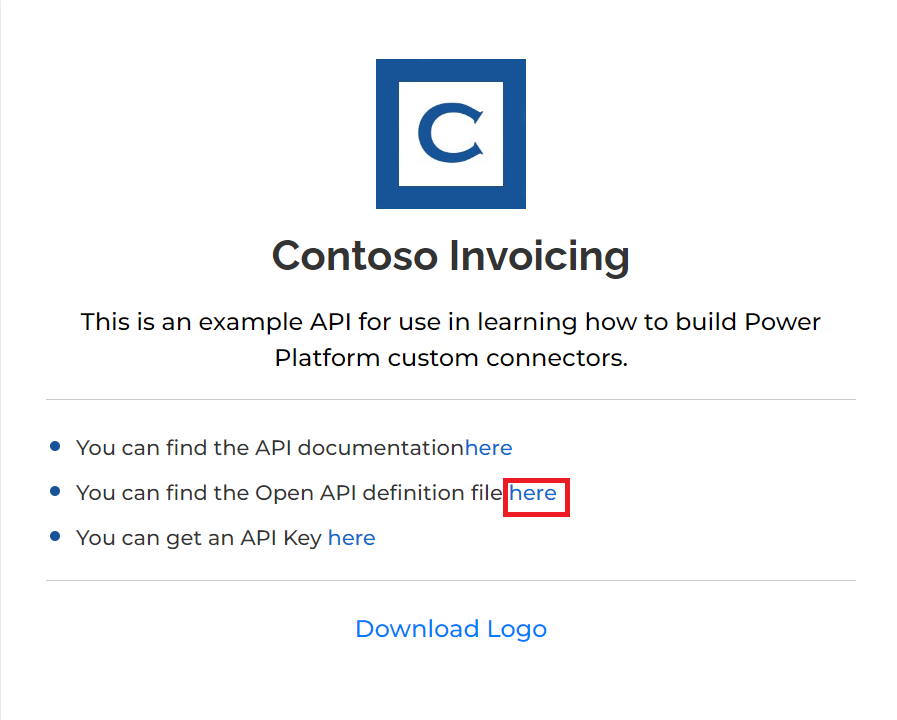 C
Contoso Invoicing
This is an example API for use in learning how to build Power
Platform custom connectors.
You can find the API documentationhere
You can find the Open API definition file here
You can get an API Key here
Download Logo